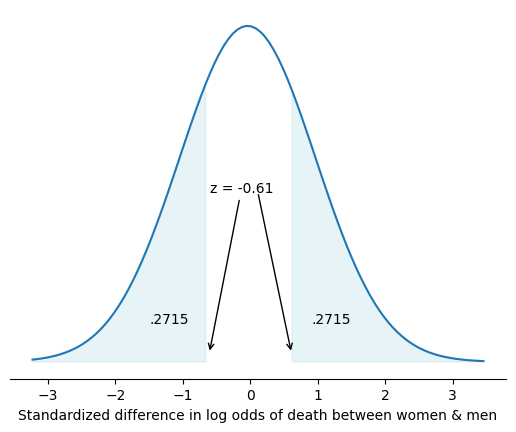 z = -0.61
.2715 .2715
−3 −2 −1 0 1 2 3
Standardized difference in log odds of death between women & men